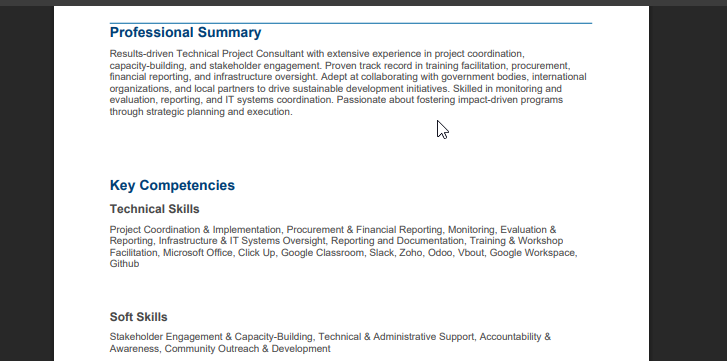 Professional Summary
Results-driven Technical Project Consultant with extensive experience in project coordination,
capacity-building, and stakeholder engagement. Proven track record in training facilitation, procurement,
financial reporting, and infrastructure oversight. Adept at collaborating with government bodies, international
organizations, and local partners to drive sustainable development initiatives. Skilled in monitoring and
evaluation, reporting, and IT systems coordination. Passionate about fostering impact-driven programs
through strategic planning and execution.
Key Competencies
Technical Skills
Project Coordination & Implementation, Procurement & Financial Reporting, Monitoring, Evaluation &
Reporting, Infrastructure & IT Systems Oversight, Reporting and Documentation, Training & Workshop
Facilitation, Microsoft Office, Click Up, Google Classroom, Slack, Zoho, Odoo, Vbout, Google Workspace,
Github
Soft Skills
Stakeholder Engagement & Capacity-Building, Technical & Administrative Support, Accountability &
Awareness, Community Outreach & Development